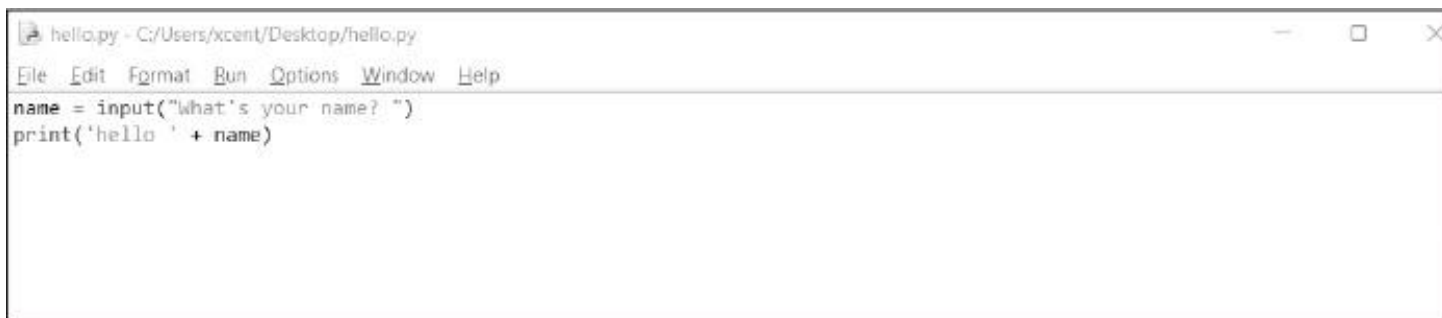 hello.py - C:/Users/xcent/Desktop/hello.py
File Edit Format Run Options Window Help
name = input("What's your name? ")
print('hello ' + name)